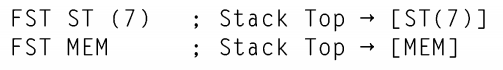 FST ST (7) ; Stack Top → [ST(7)]
FST MEM ; Stack Top → [MEM]